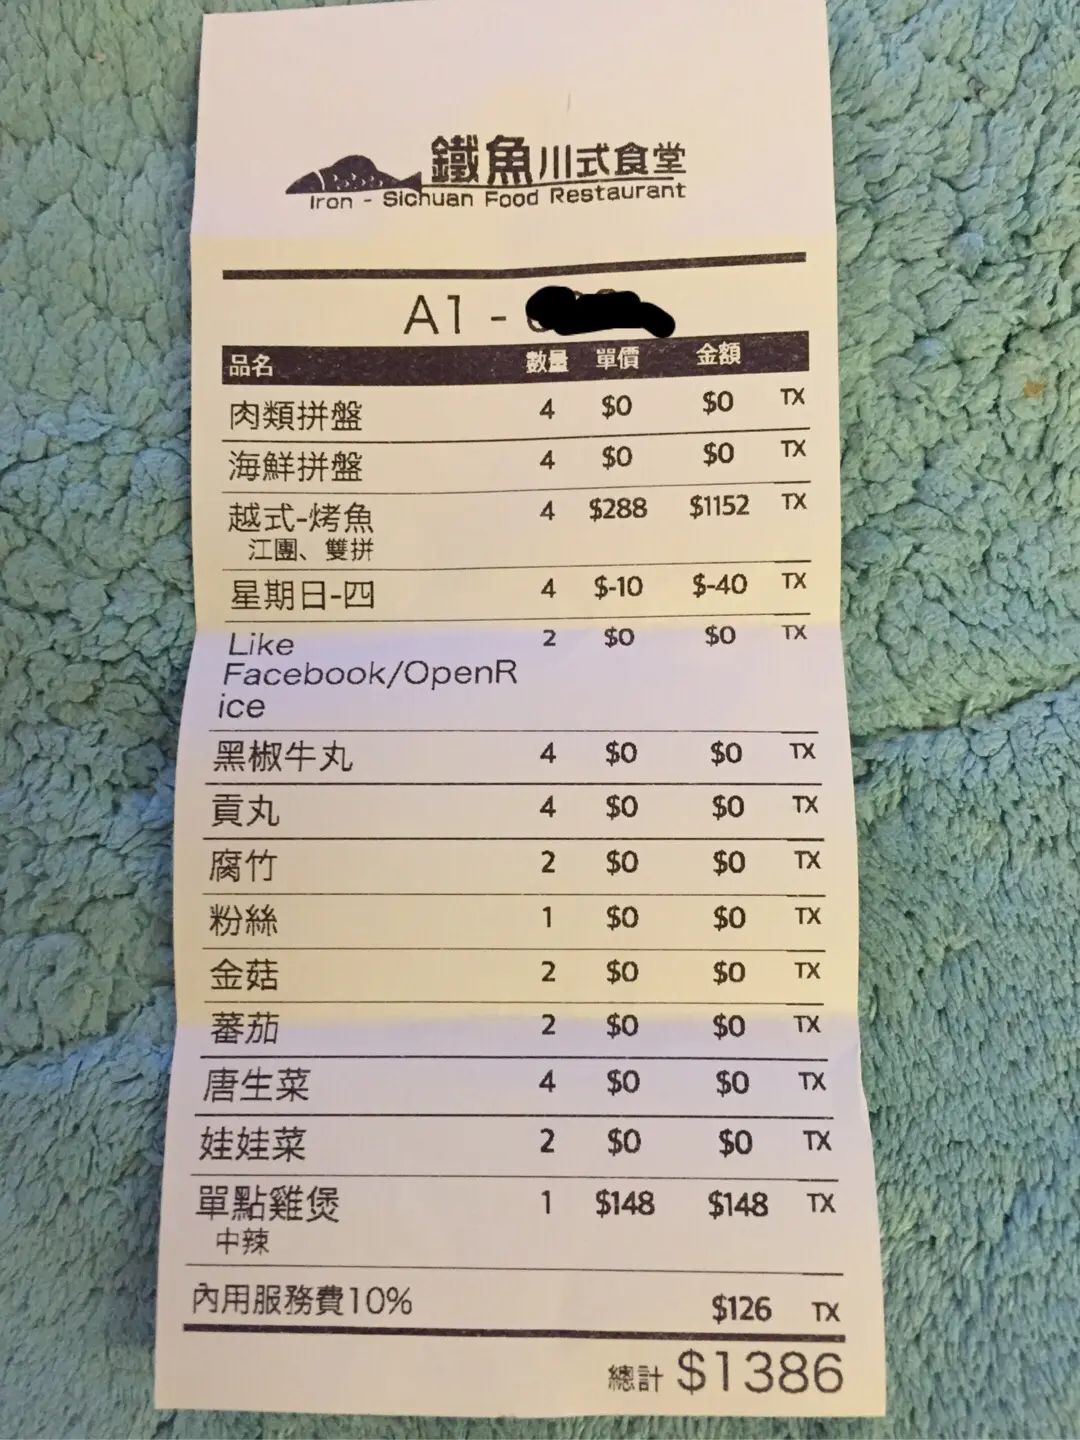 鐵魚川式食堂
Iron - Sichuan Food Restaurant
A1 -
品名 數量 單價 金額
肉類拼盤 4 $0 $0 TX
海鮮拼盤 4 $0 $0 TX
越式-烤魚 4 $288 $1152 TX
江團、雙拼
星期日-四 4 $-10 $-40 TX
Like 2 $0 $0 TX
Facebook/OpenR
ice
黑椒牛丸 4 $0 $0 TX
貢丸 4 $0 $0 TX
腐竹 2 $0 $0 TX
粉絲 1 $0 $0 TX
金菇 2 $0 $0 TX
蕃茄 2 $0 $0 TX
唐生菜 4 $0 $0 TX
娃娃菜 2 $0 $0 TX
單點雞煲 1 $148 $148 TX
中辣
內用服務費10% $126 TX
總計 $1386